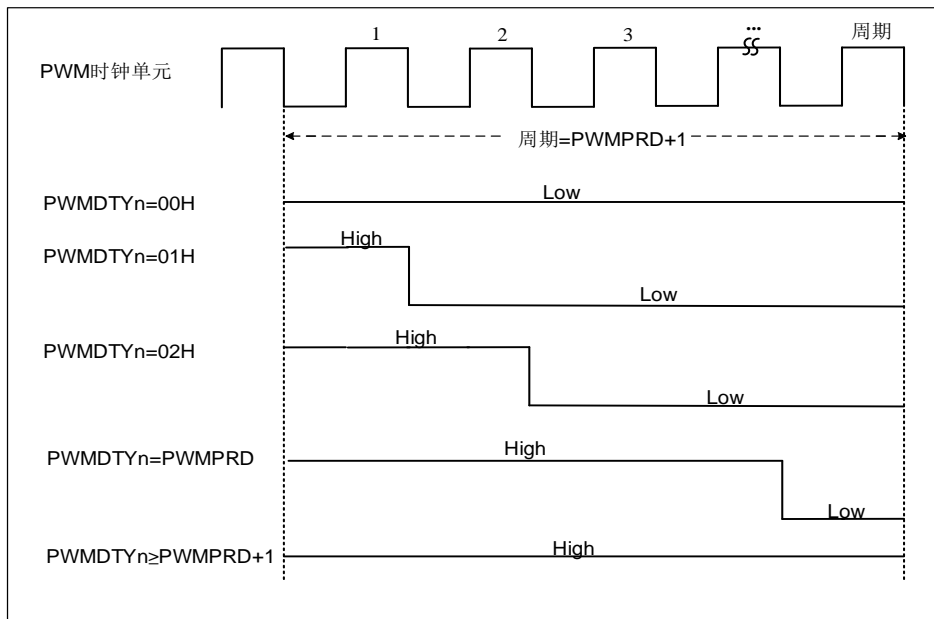 1 2 3 ... 周期
PWM时钟单元
周期=PWMPRD+1
PWMDTYn=00H Low
PWMDTYn=01H High Low
PWMDTYn=02H High Low
PWMDTYn=PWMPRD High Low
PWMDTYn≥PWMPRD+1 High